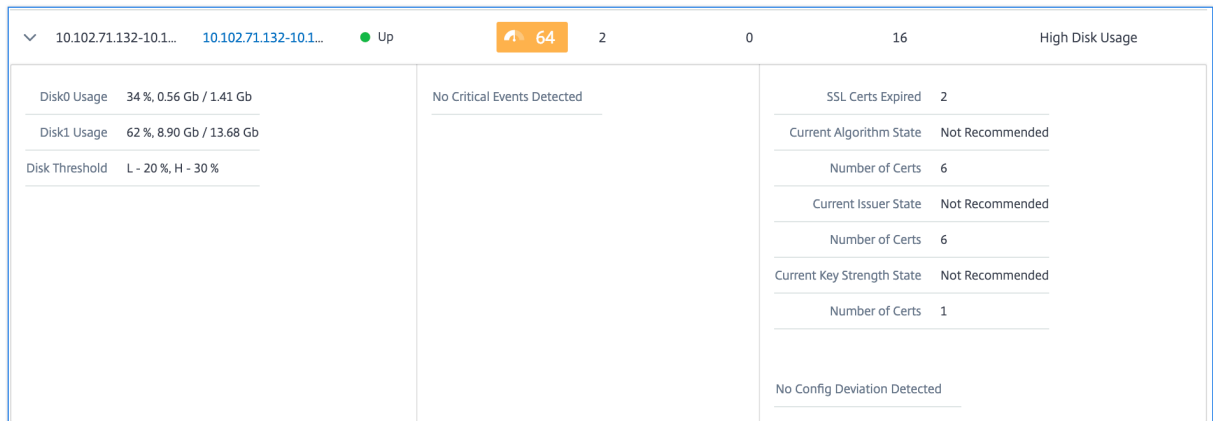 10.102.71.132-10.1... 10.102.71.132-10.1... Up 64 2 0 16 High Disk Usage
Disk0 Usage 34 %, 0.56 Gb / 1.41 Gb
Disk1 Usage 62 %, 8.90 Gb / 13.68 Gb
Disk Threshold L - 20 %, H - 30 %
No Critical Events Detected
SSL Certs Expired 2
Current Algorithm State Not Recommended
Number of Certs 6
Current Issuer State Not Recommended
Number of Certs 6
Current Key Strength State Not Recommended
Number of Certs 1
No Config Deviation Detected